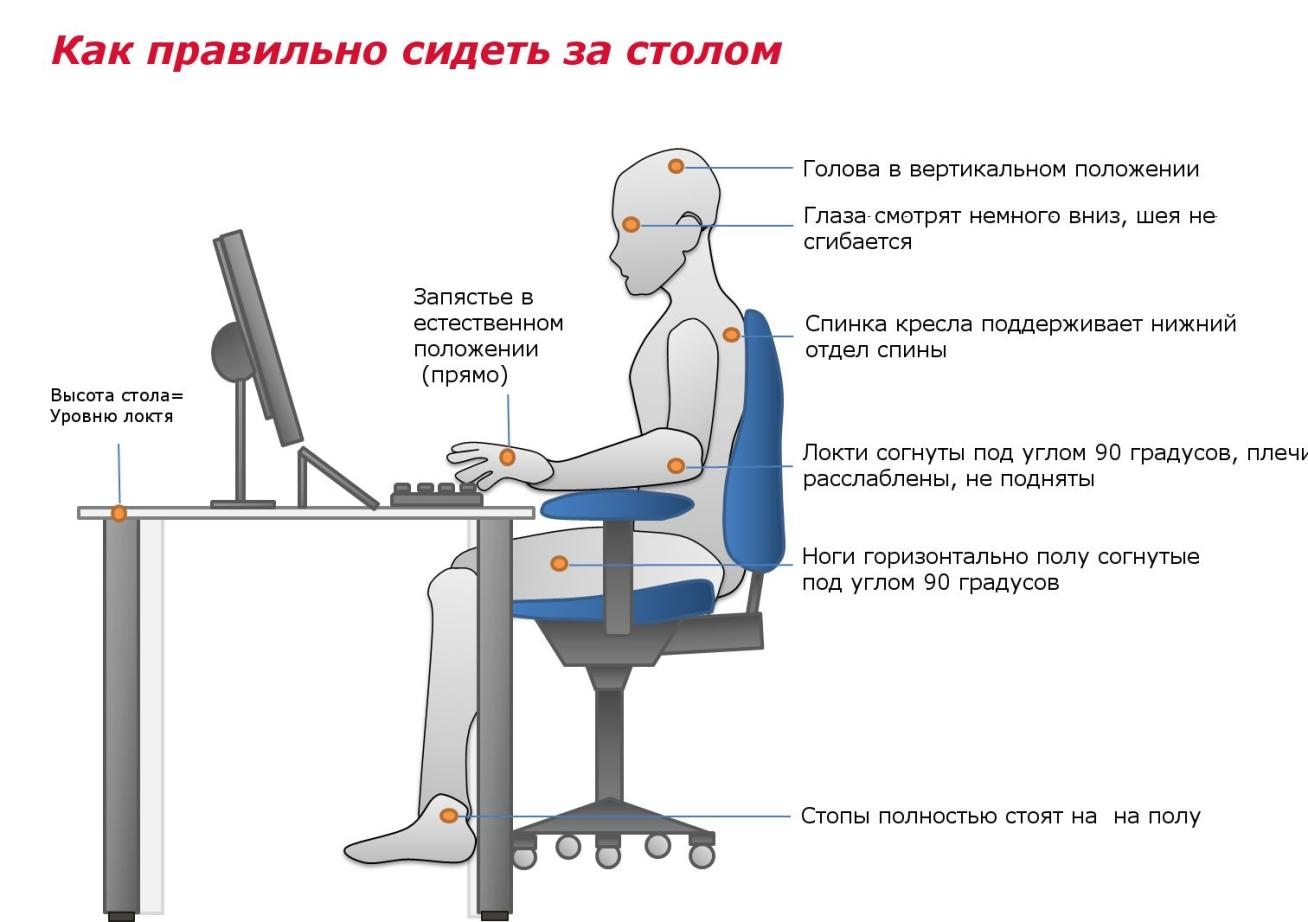 Как правильно сидеть за столом
Голова в вертикальном положении
Глаза смотрят немного вниз, шея не
сгибается
Запястье в
естественном
положении
(прямо)
Спинка кресла поддерживает нижний
отдел спины
Высота стола=
Уровню локтя
Локти согнуты под углом 90 градусов, плечи
расслаблены, не подняты
Ноги горизонтально полу согнутые
под углом 90 градусов
Стопы полностью стоят на на полу